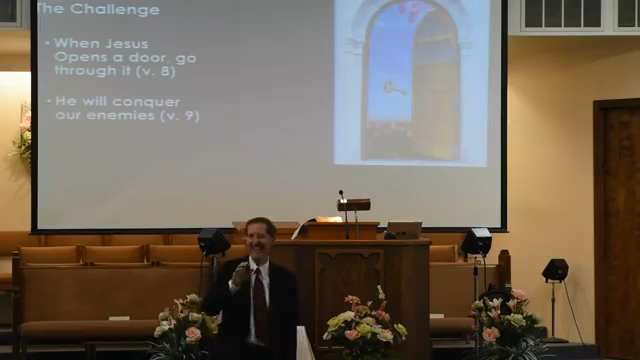 The Challenge
- When Jesus
Opens a door, go
through it (v. 8)
- He will conquer
our enemies (v. 9)